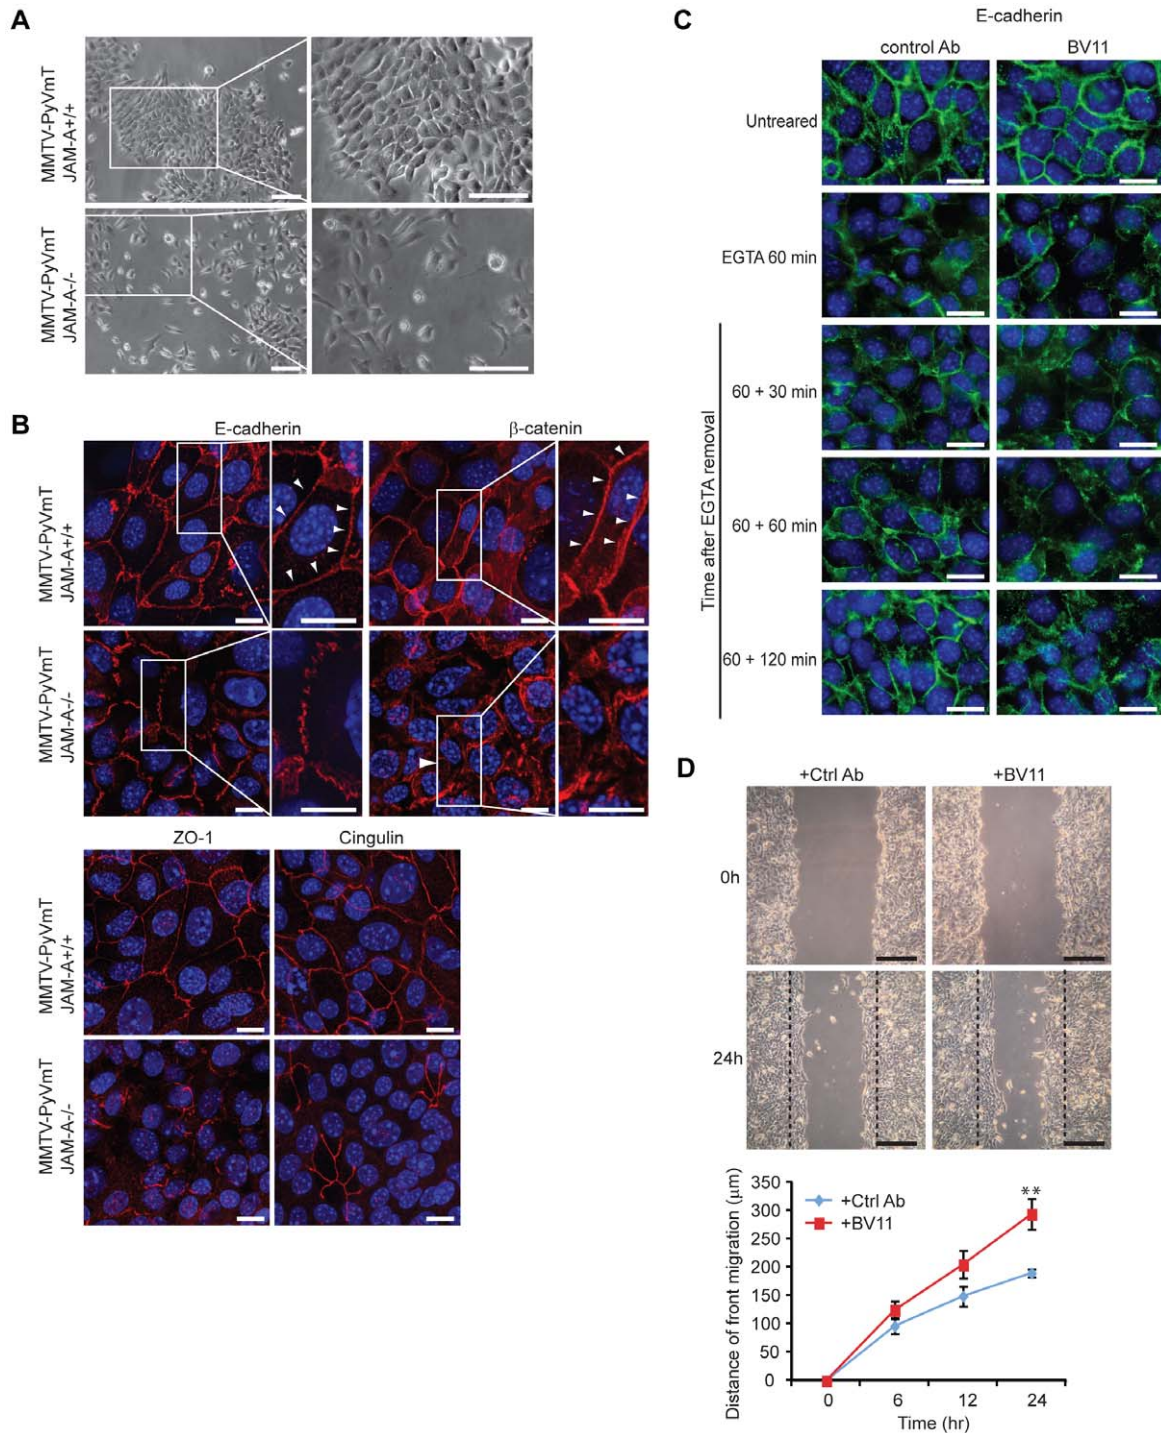 A
MMTV-PyVmT
JAM-A+/+
MMTV-PyVmT
JAM-A-/-
B
E-cadherin
β-catenin
MMTV-PyVmT
JAM-A+/+
MMTV-PyVmT
JAM-A-/-
ZO-1
Cingulin
MMTV-PyVmT
JAM-A+/+
MMTV-PyVmT
JAM-A-/-
C
E-cadherin
control Ab
BV11
Untreared
EGTA 60 min
Time after EGTA removal
60 + 30 min
60 + 60 min
60 + 120 min
D
+Ctrl Ab
+BV11
0h
24h
Distance of front migration (μm)
350
300
250
200
150
100
50
0
+Ctrl Ab
+BV11
**
0
6
12
24
Time (hr)